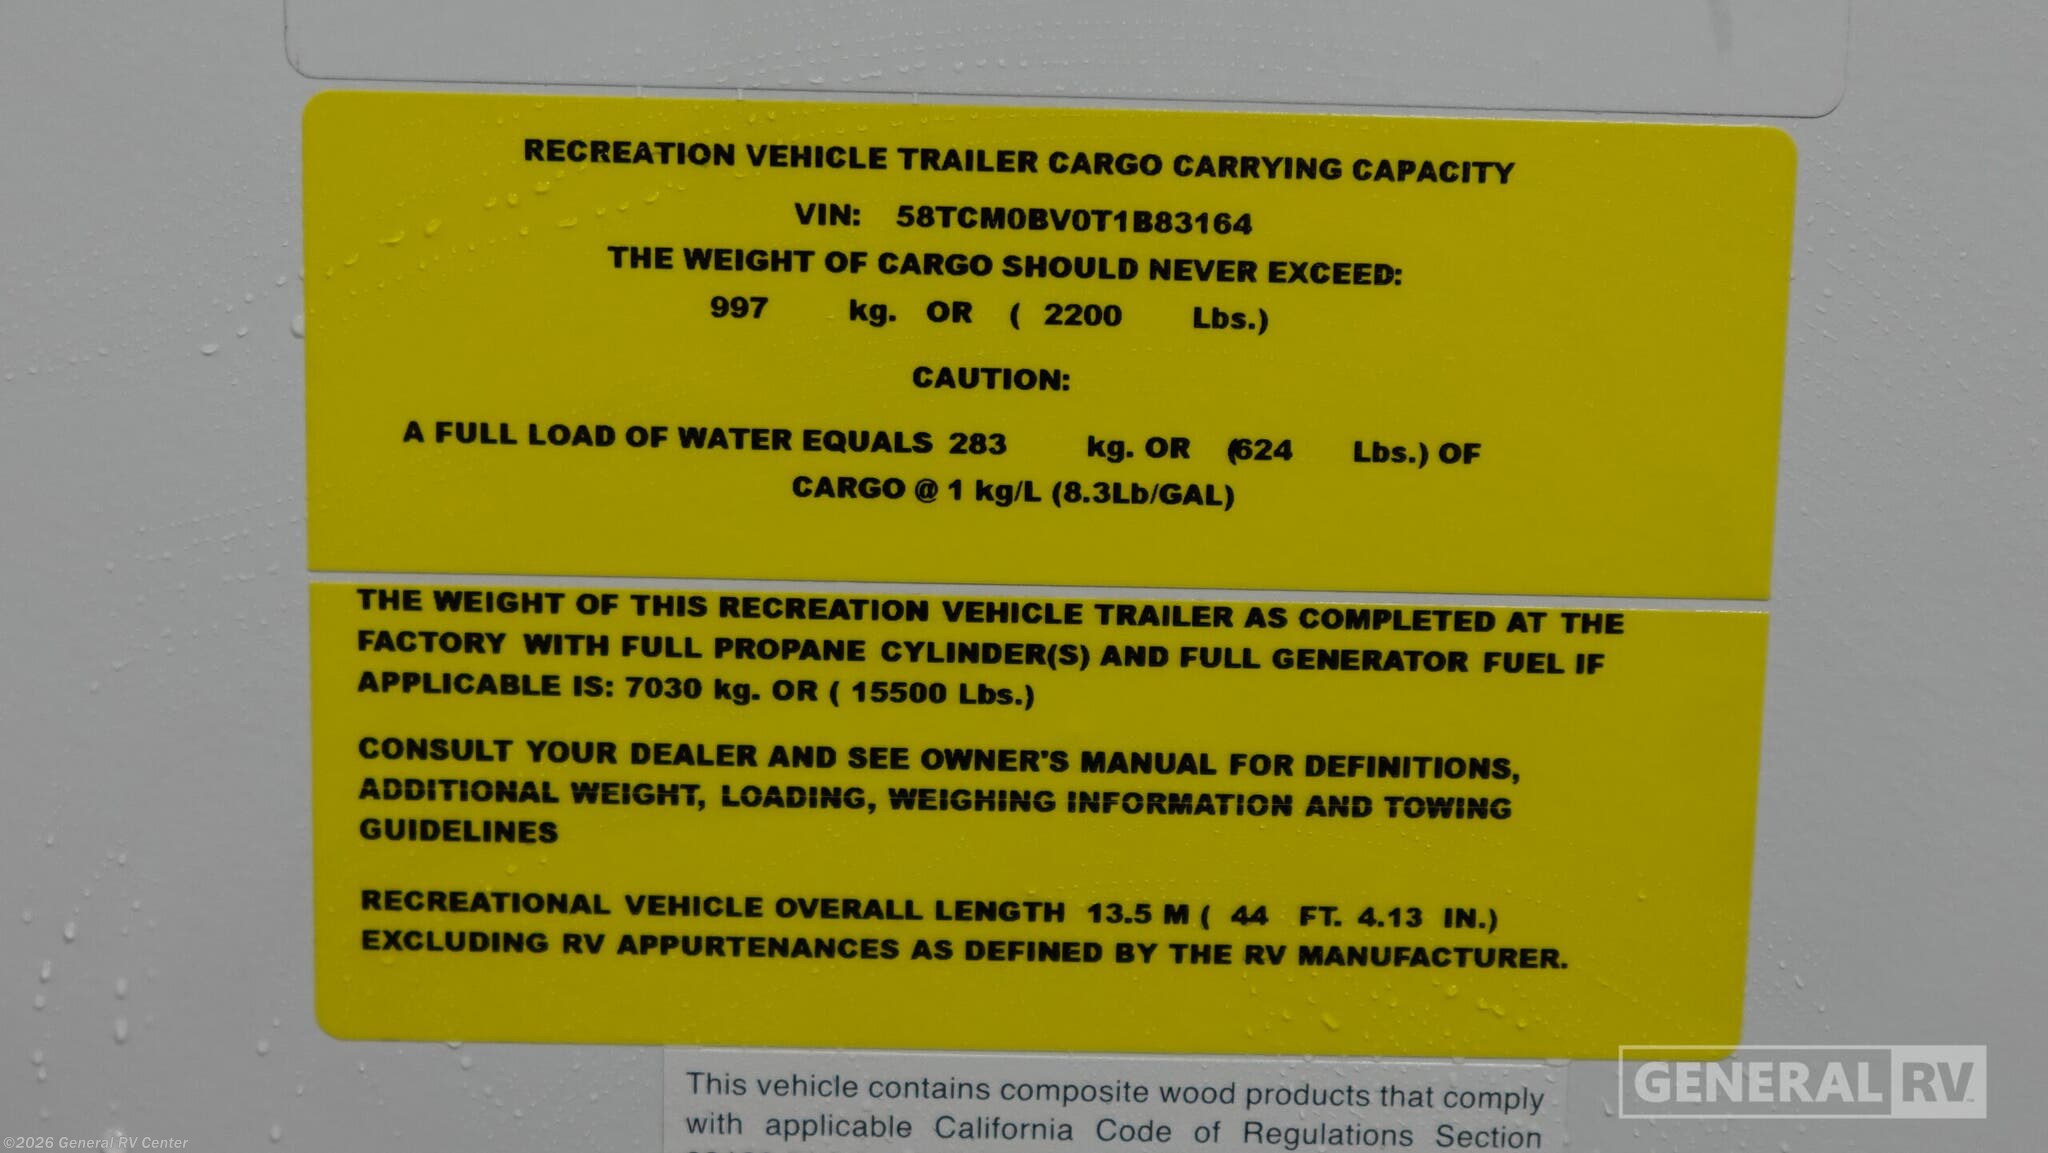 RECREATION VEHICLE TRAILER CARGO CARRYING CAPACITY
VIN: 58TCM0BV0T1B83164
THE WEIGHT OF CARGO SHOULD NEVER EXCEED:
997 kg. OR ( 2200 Lbs.)
CAUTION:
A FULL LOAD OF WATER EQUALS 283 kg. OR (624 Lbs.) OF
CARGO @ 1 kg/L (8.3Lb/GAL)
THE WEIGHT OF THIS RECREATION VEHICLE TRAILER AS COMPLETED AT THE
FACTORY WITH FULL PROPANE CYLINDER(S) AND FULL GENERATOR FUEL IF
APPLICABLE IS: 7030 kg. OR ( 15500 Lbs.)
CONSULT YOUR DEALER AND SEE OWNER'S MANUAL FOR DEFINITIONS,
ADDITIONAL WEIGHT, LOADING, WEIGHING INFORMATION AND TOWING
GUIDELINES
RECREATIONAL VEHICLE OVERALL LENGTH 13.5 M ( 44 FT. 4.13 IN.)
EXCLUDING RV APPURTENANCES AS DEFINED BY THE RV MANUFACTURER.
This vehicle contains composite wood products that comply
with applicable California Code of Regulations Section
GENERAL RV
©2026 General RV Center